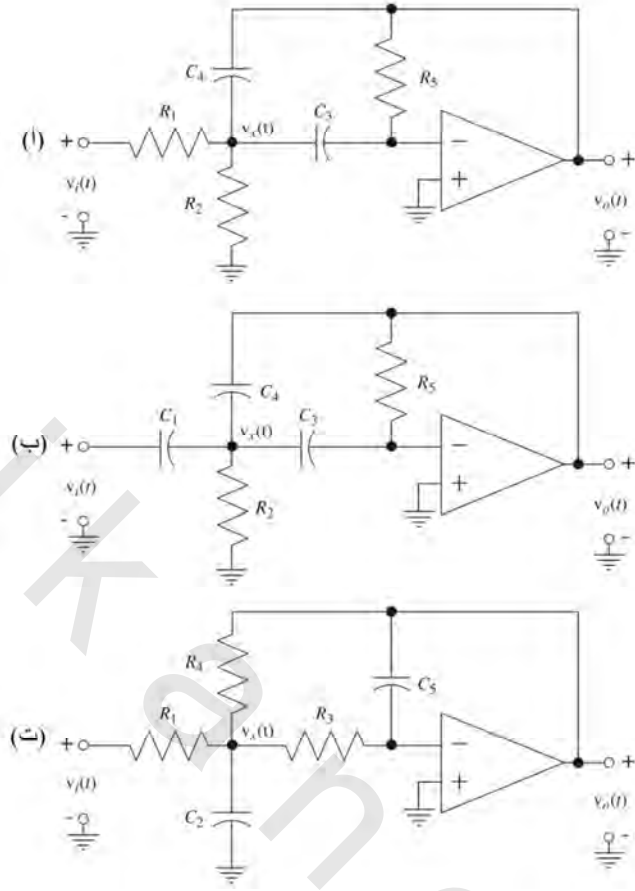 C₄
R₅
R₁
vₓ(t)
C₃
(أ)
+
−
+
+
vᵢ(t)
R₂
vₒ(t)
-
-
C₄
R₅
C₁
C₃
vₓ(t)
(ب)
+
−
+
+
vᵢ(t)
R₂
vₒ(t)
-
-
R₄
C₅
R₁
vₓ(t)
R₃
(ث)
+
−
+
+
vᵢ(t)
C₂
vₒ(t)
-
-